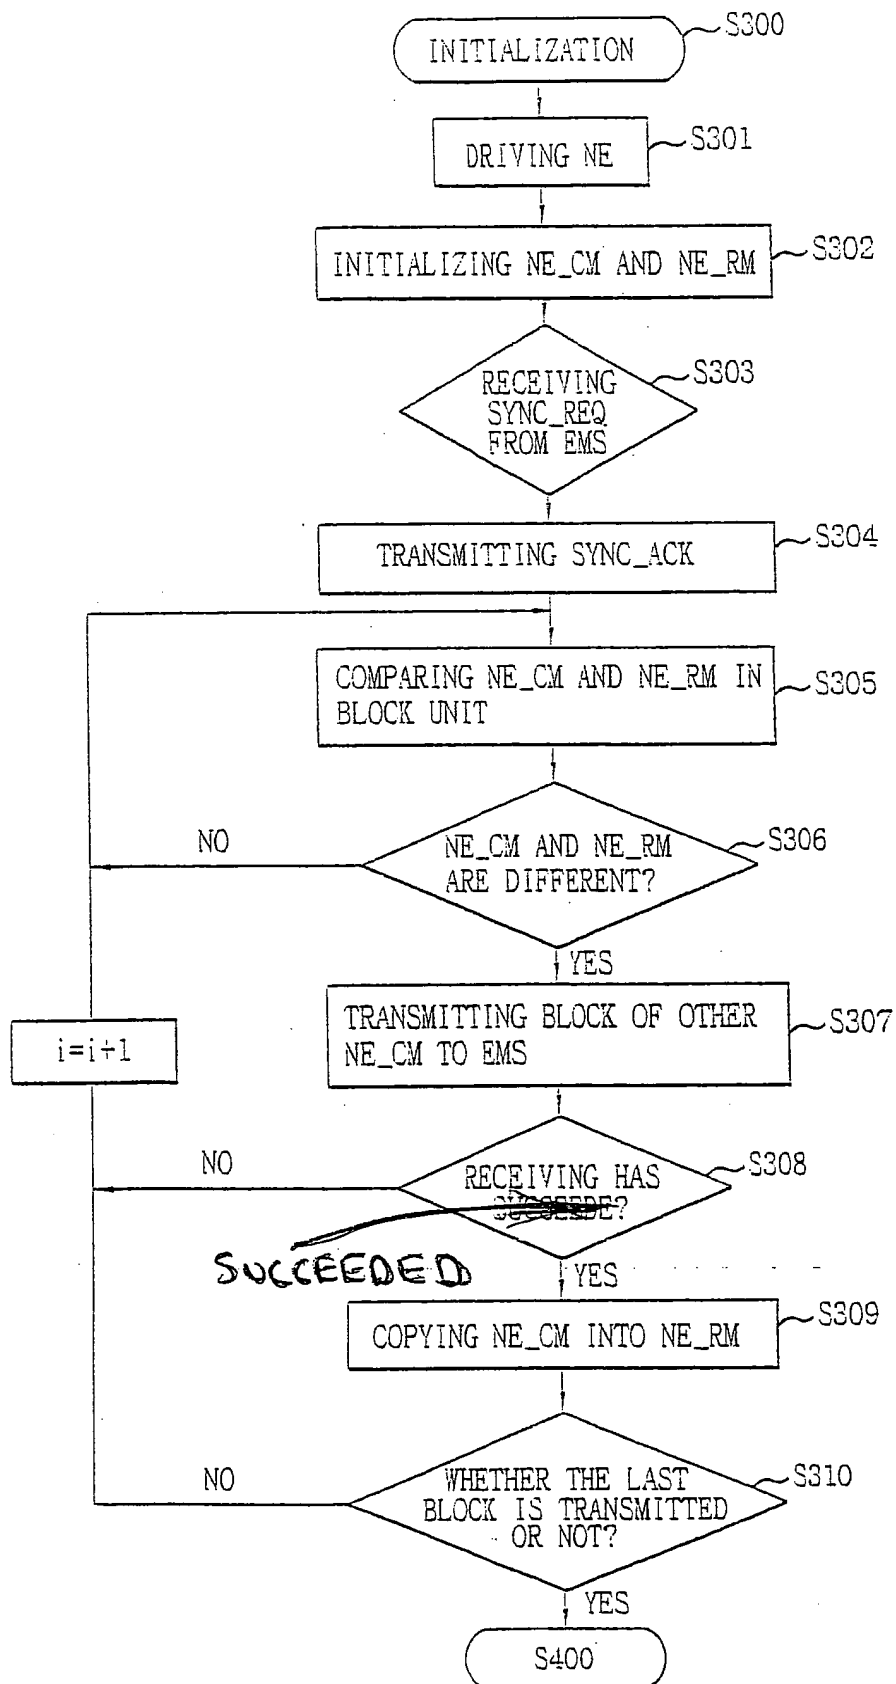 INITIALIZATION
S300
DRIVING NE
S301
INITIALIZING NE_CM AND NE_RM
S302
RECEIVING
SYNC_REQ
FROM EMS
S303
TRANSMITTING SYNC_ACK
S304
COMPARING NE_CM AND NE_RM IN
BLOCK UNIT
S305
NO
NE_CM AND NE_RM
ARE DIFFERENT?
S306
YES
TRANSMITTING BLOCK OF OTHER
NE_CM TO EMS
S307
i=i+1
NO
RECEIVING HAS
SUCCEEDE?
S308
SUCCEEDED
YES
COPYING NE_CM INTO NE_RM
S309
NO
WHETHER THE LAST
BLOCK IS TRANSMITTED
OR NOT?
S310
YES
S400